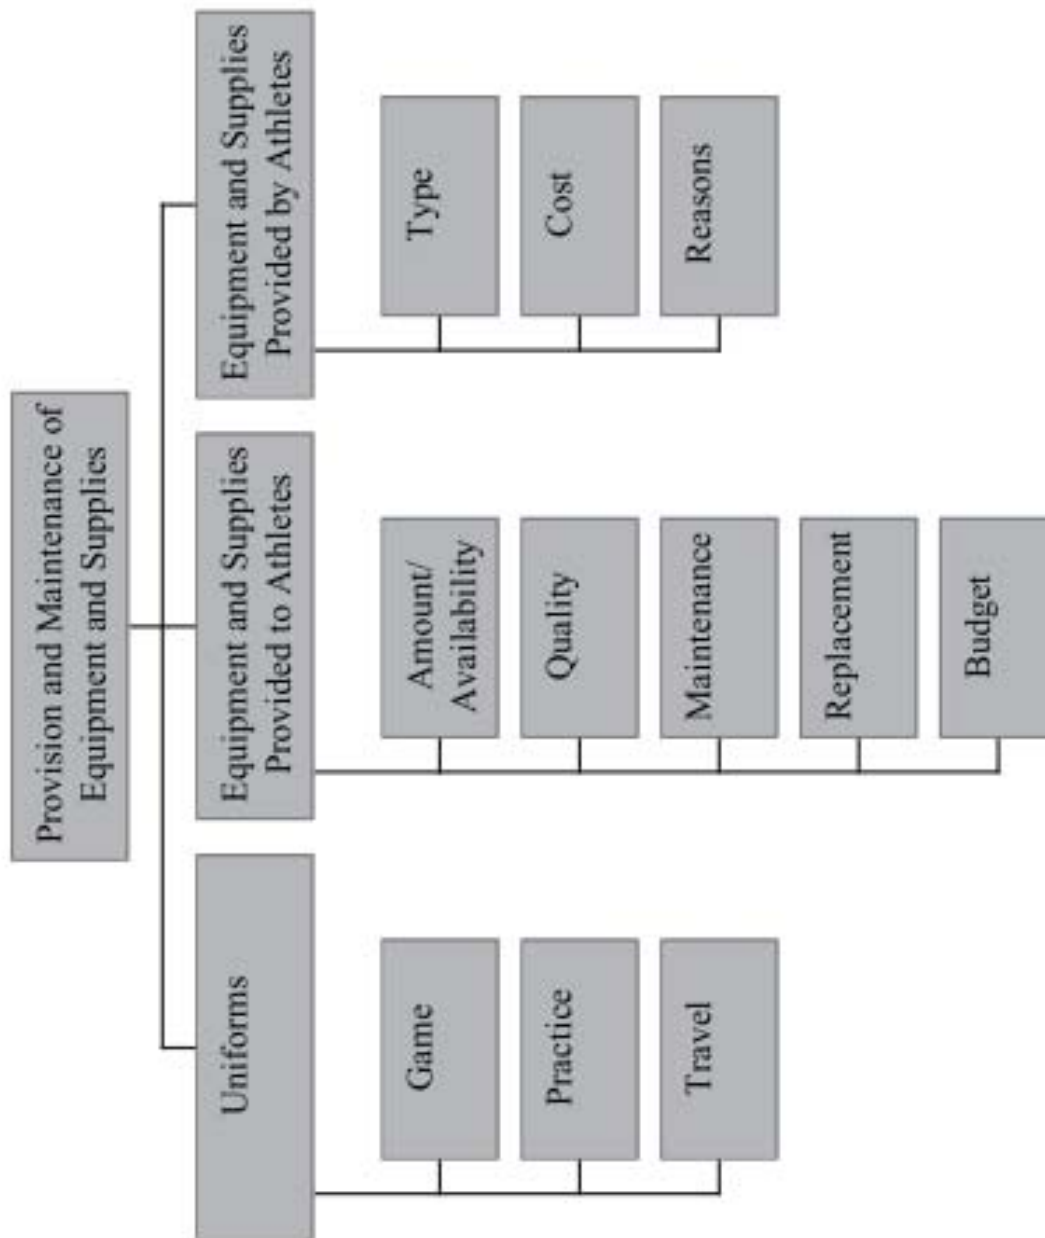 Provision and Maintenance of
Equipment and Supplies
Uniforms
Game
Practice
Travel
Equipment and Supplies
Provided to Athletes
Amount/
Availability
Quality
Maintenance
Replacement
Budget
Equipment and Supplies
Provided by Athletes
Type
Cost
Reasons